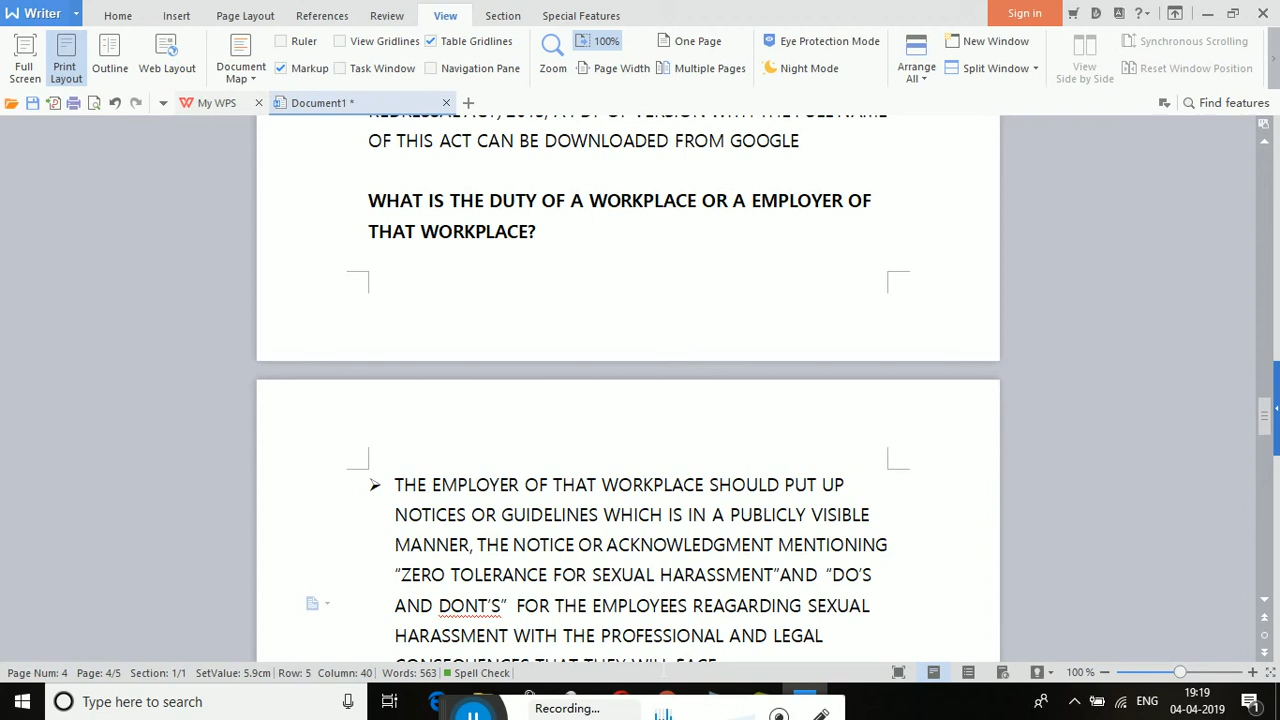 Writer
Home Insert Page Layout References Review View Section Special Features Sign in
Ruler View Gridlines Table Gridlines 100% One Page Eye Protection Mode New Window Synchronous Scrolling
Full Screen Print Layout Outline Web Layout Document Map Markup Task Window Navigation Pane Zoom Page Width Multiple Pages Night Mode Arrange All Split Window View Side by Side Reset Window Position
My WPS Document1 * Find features
OF THIS ACT CAN BE DOWNLOADED FROM GOOGLE
WHAT IS THE DUTY OF A WORKPLACE OR A EMPLOYER OF
THAT WORKPLACE?
THE EMPLOYER OF THAT WORKPLACE SHOULD PUT UP
NOTICES OR GUIDELINES WHICH IS IN A PUBLICLY VISIBLE
MANNER, THE NOTICE OR ACKNOWLEDGMENT MENTIONING
“ZERO TOLERANCE FOR SEXUAL HARASSMENT”AND “DO’S
AND DONT’S” FOR THE EMPLOYEES REAGARDING SEXUAL
HARASSMENT WITH THE PROFESSIONAL AND LEGAL
CONSEQUENCES THAT THEY WILL FACE
Page Num: 4 Page: 4/5 Section: 1/1 SetValue: 5.9cm Row: 5 Column: 40 Words: 563 Spell Check 100 %
Type here to search Recording... ENG 19:19
04-04-2019